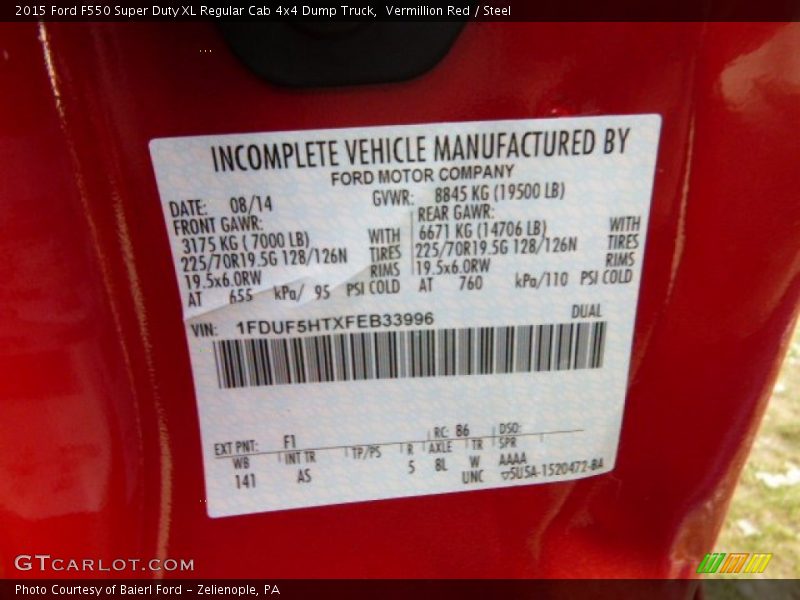 2015 Ford F550 Super Duty XL Regular Cab 4x4 Dump Truck,  Vermillion Red / Steel
INCOMPLETE VEHICLE MANUFACTURED BY
FORD MOTOR COMPANY
DATE: 08/14 GVWR: 8845 KG (19500 LB)
FRONT GAWR: REAR GAWR:
3175 KG ( 7000 LB) WITH 6671 KG (14706 LB) WITH
225/70R19.5G 128/126N TIRES 225/70R19.5G 128/126N TIRES
19.5x6.0RW RIMS 19.5x6.0RW RIMS
AT 655 kPa/ 95 PSI COLD AT 760 kPa/110 PSI COLD
VIN: 1FDUF5HTXFEB33996 DUAL
EXT PNT: F1 RC: 86 DSO:
WB INT TR TP/PS R AXLE TR SPR
141 AS 5 8L W AAAA
UNC ▽5U5A-1520472-BA
GTCARLOT.COM
Photo Courtesy of Baierl Ford - Zelienople, PA